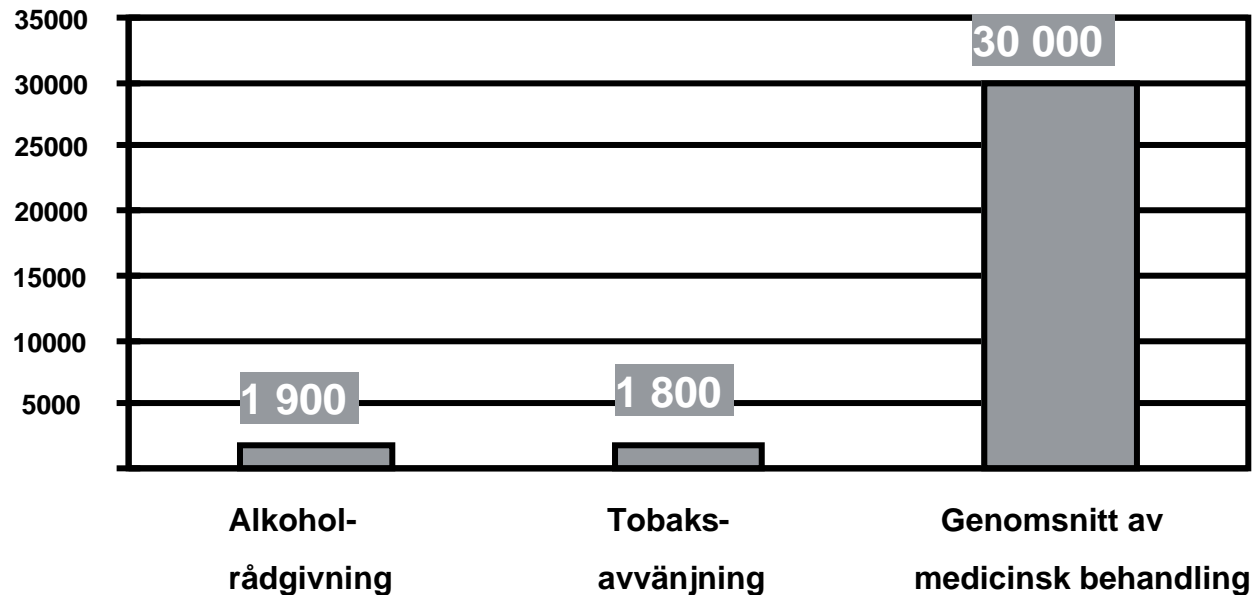 35000
30 000
30000
25000
20000
15000
10000
1 900
1 800
5000
Alkohol-
rådgivning
Tobaks-
avvänjning
Genomsnitt av
medicinsk behandling